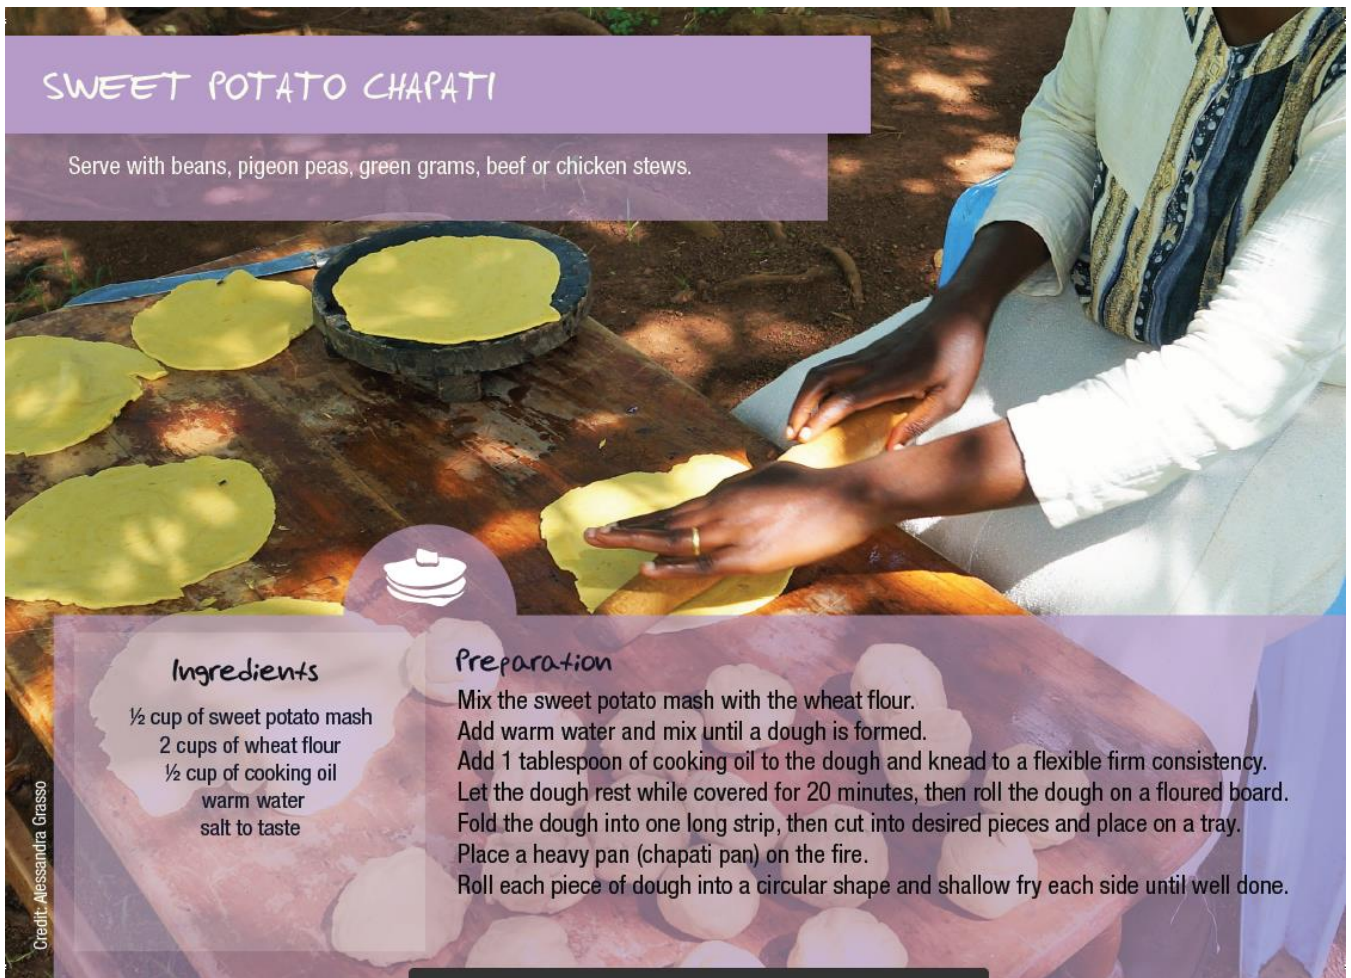 SWEET POTATO CHAPATI
Serve with beans, pigeon peas, green grams, beef or chicken stews.
Ingredients
½ cup of sweet potato mash
2 cups of wheat flour
½ cup of cooking oil
warm water
salt to taste
Preparation
Mix the sweet potato mash with the wheat flour.
Add warm water and mix until a dough is formed.
Add 1 tablespoon of cooking oil to the dough and knead to a flexible firm consistency.
Let the dough rest while covered for 20 minutes, then roll the dough on a floured board.
Fold the dough into one long strip, then cut into desired pieces and place on a tray.
Place a heavy pan (chapati pan) on the fire.
Roll each piece of dough into a circular shape and shallow fry each side until well done.
Credit: Alessandra Grasso